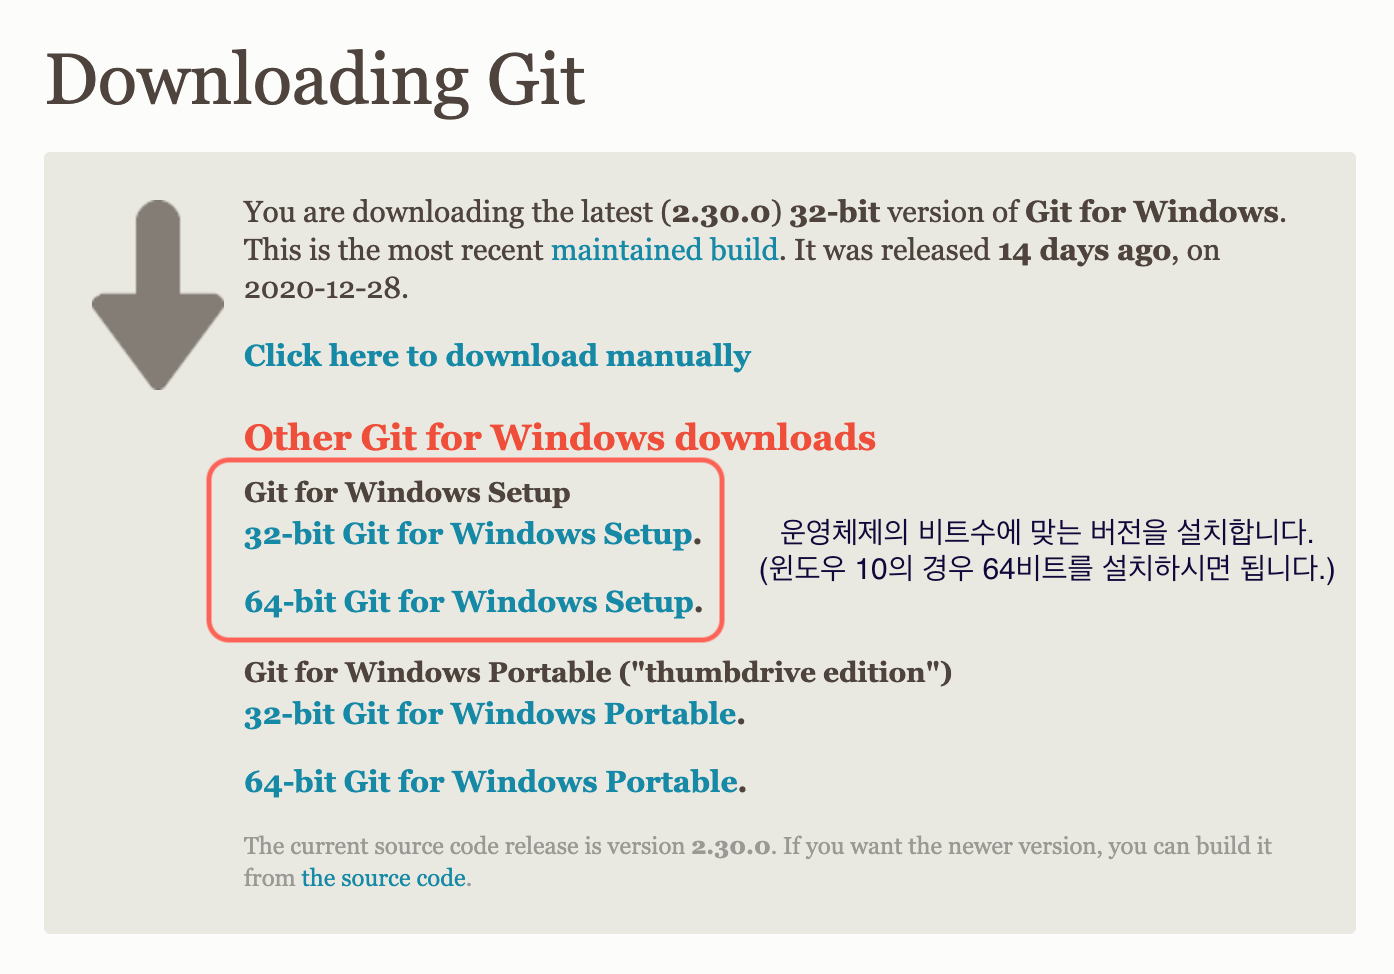 Downloading Git
You are downloading the latest (2.30.0) 32-bit version of Git for Windows.
This is the most recent maintained build. It was released 14 days ago, on
2020-12-28.
Click here to download manually
Other Git for Windows downloads
Git for Windows Setup
32-bit Git for Windows Setup.
64-bit Git for Windows Setup.
운영체제의 비트수에 맞는 버전을 설치합니다.
(윈도우 10의 경우 64비트를 설치하시면 됩니다.)
Git for Windows Portable ("thumbdrive edition")
32-bit Git for Windows Portable.
64-bit Git for Windows Portable.
The current source code release is version 2.30.0. If you want the newer version, you can build it
from the source code.